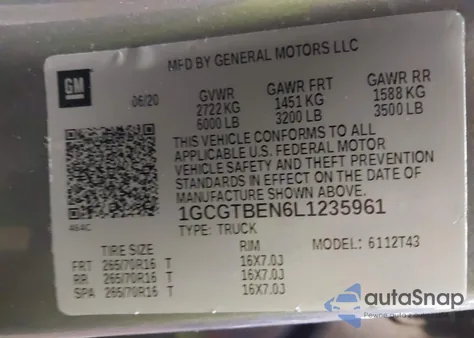 MFD BY GENERAL MOTORS LLC
GM
06/20
GVWR GAWR FRT GAWR RR
2722 KG 1451 KG 1588 KG
6000 LB 3200 LB 3500 LB
THIS VEHICLE CONFORMS TO ALL
APPLICABLE U.S. FEDERAL MOTOR
VEHICLE SAFETY AND THEFT PREVENTION
STANDARDS IN EFFECT ON THE DATE OF
MANUFACTURE SHOWN ABOVE.
464C
1GCGTBEN6L1235961
TYPE: TRUCK MODEL: 6112T43
TIRE SIZE RIM
FRT 265/70R16 T 16X7.0J
RR 265/70R16 T 16X7.0J
SPA 265/70R16 T 16X7.0J
autoSnap
Pewne auto